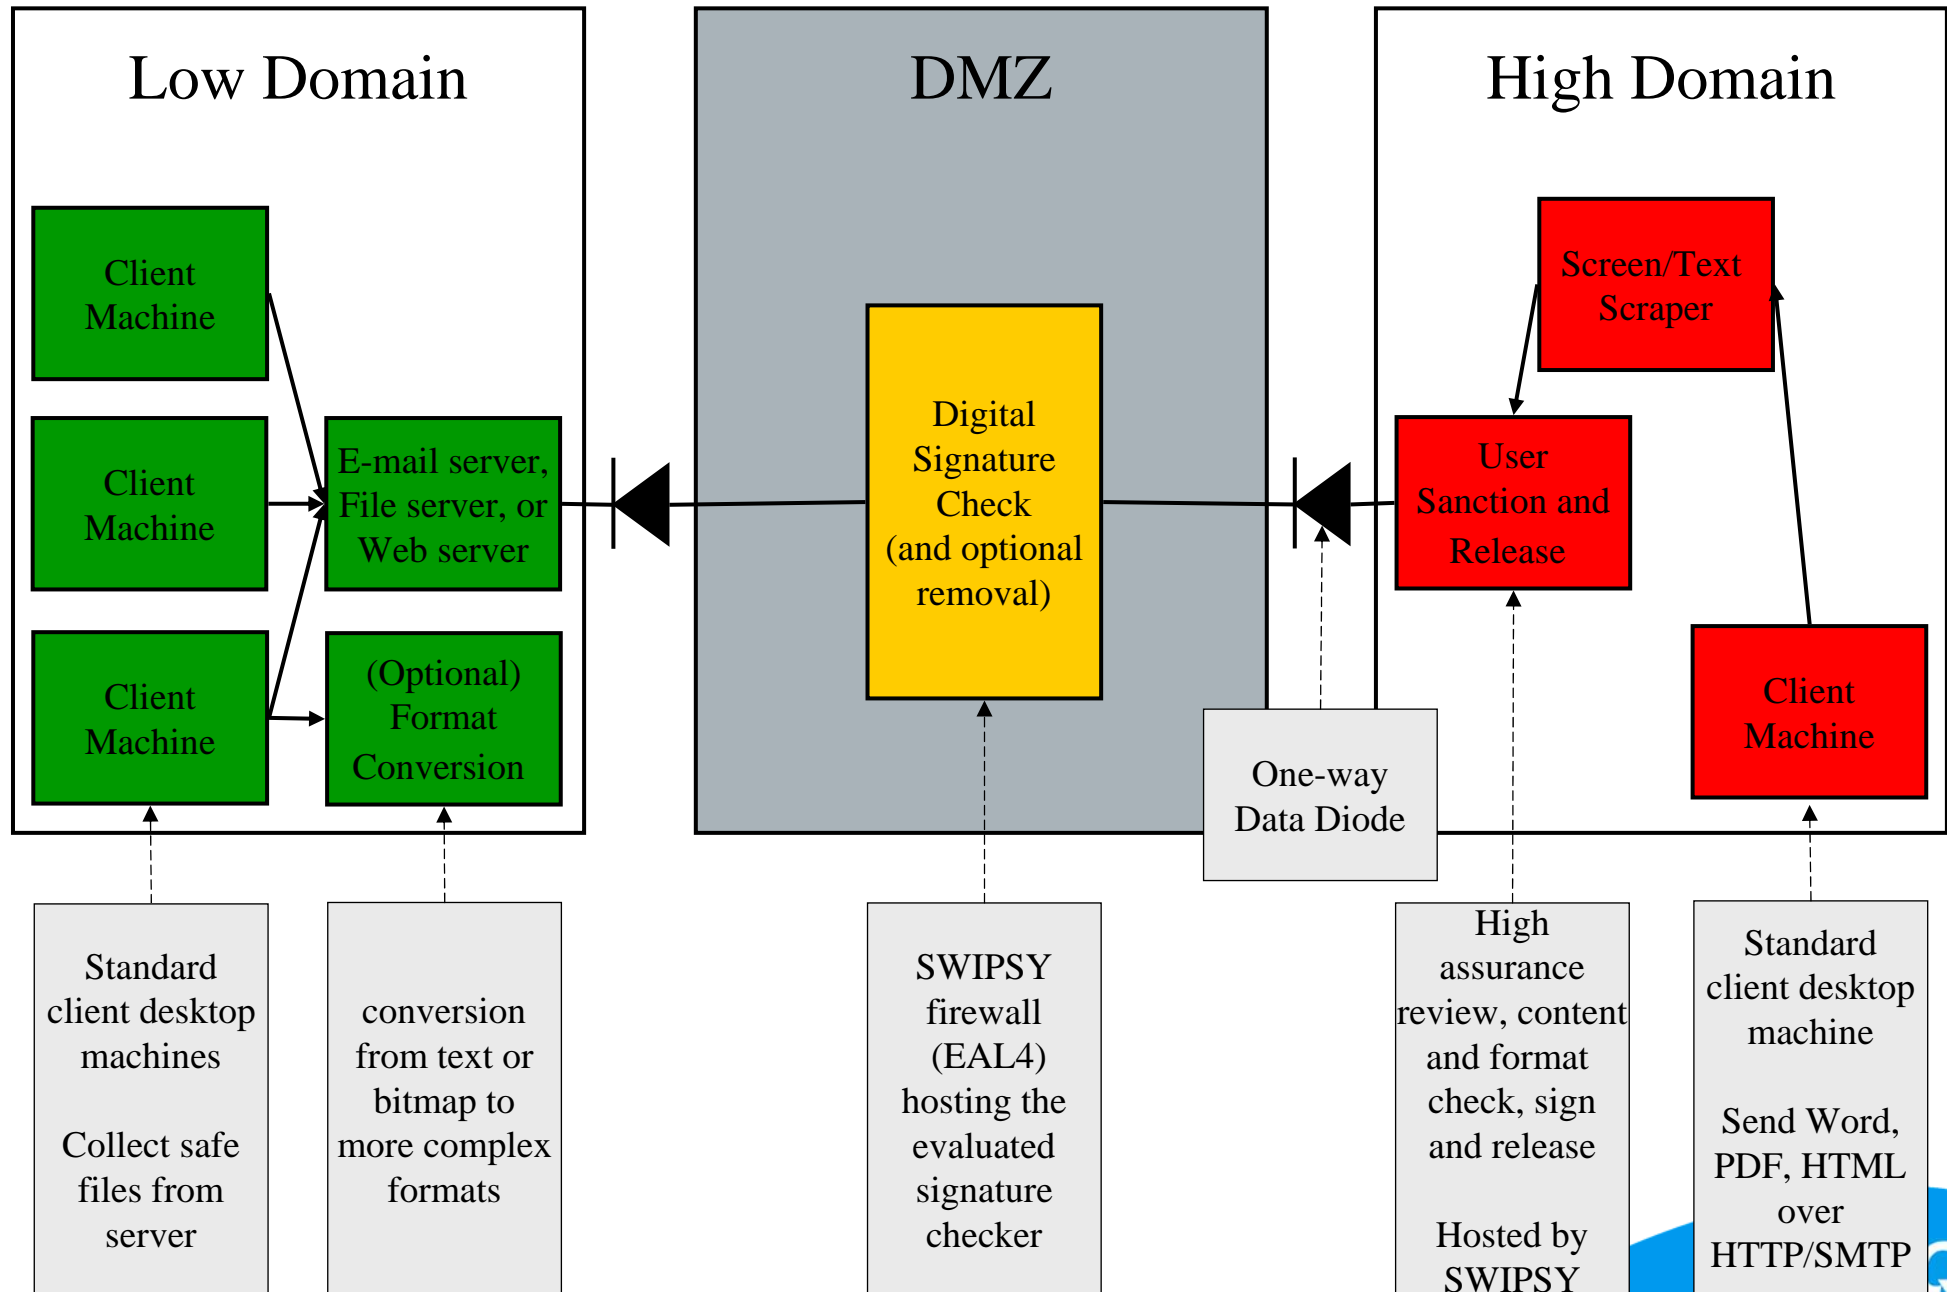 Low Domain
DMZ
High Domain
Client
Machine
Client
Machine
Client
Machine
E-mail server,
File server, or
Web server
(Optional)
Format
Conversion
Digital
Signature
Check
(and optional
removal)
Screen/Text
Scraper
User
Sanction and
Release
Client
Machine
One-way
Data Diode
Standard
client desktop
machines
Collect safe
files from
server
conversion
from text or
bitmap to
more complex
formats
SWIPSY
firewall
(EAL4)
hosting the
evaluated
signature
checker
High
assurance
review, content
and format
check, sign
and release
Hosted by
SWIPSY
Standard
client desktop
machine
Send Word,
PDF, HTML
over
HTTP/SMTP